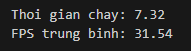 Thoi gian chay: 7.32
FPS trung binh: 31.54